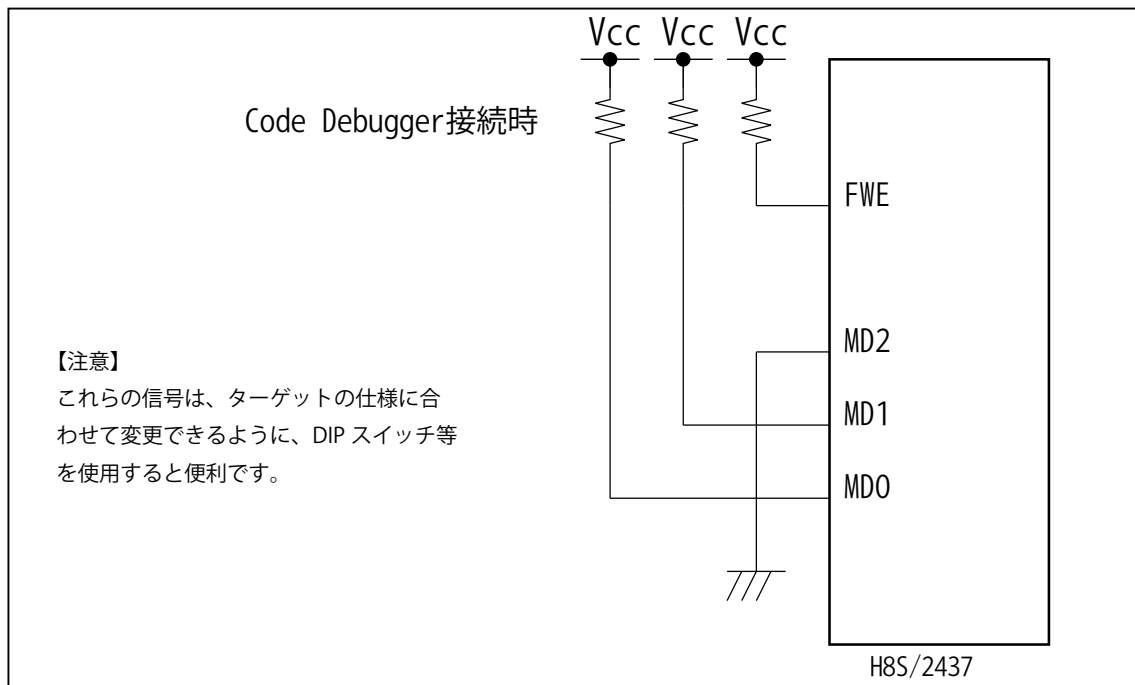 Vcc Vcc Vcc
Code Debugger接続時
FWE
MD2
【注意】
これらの信号は、ターゲットの仕様に合
わせて変更できるように、DIP スイッチ等
を使用すると便利です。
MD1
MD0
H8S/2437